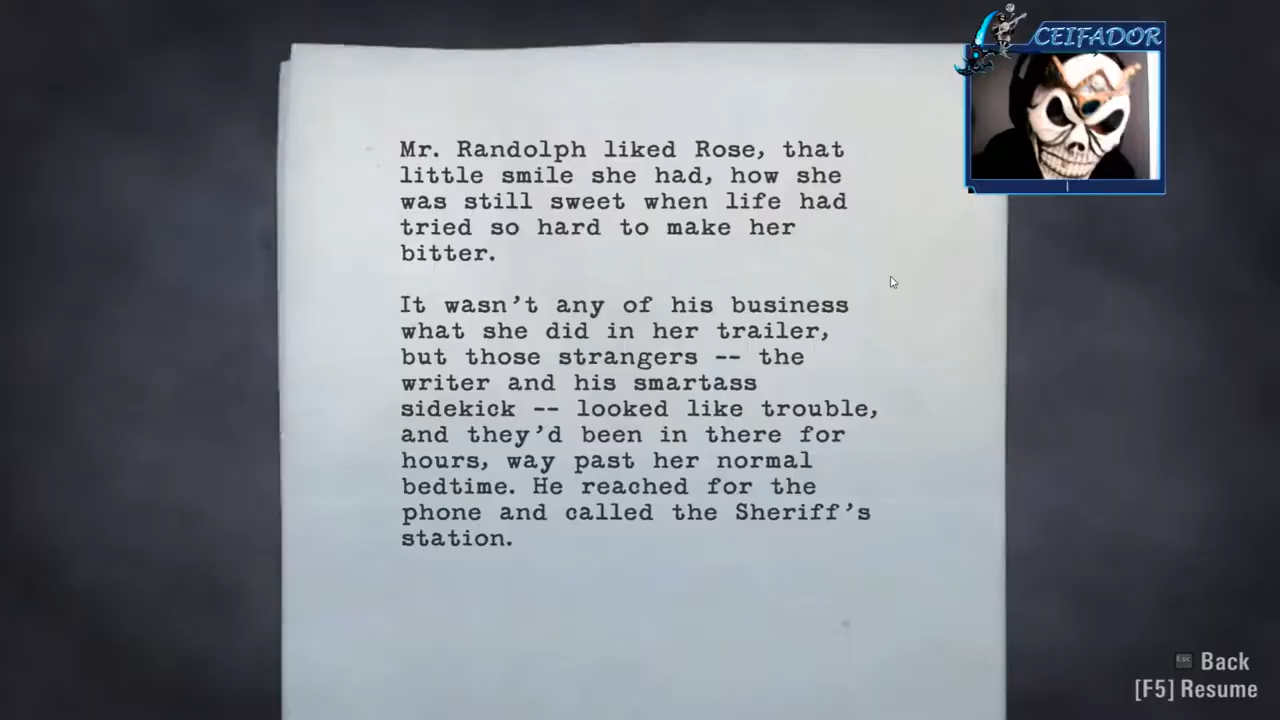 CEIFADOR
Mr. Randolph liked Rose, that
little smile she had, how she
was still sweet when life had
tried so hard to make her
bitter.
It wasn't any of his business
what she did in her trailer,
but those strangers -- the
writer and his smartass
sidekick -- looked like trouble,
and they'd been in there for
hours, way past her normal
bedtime. He reached for the
phone and called the Sheriff's
station.
Esc Back
[F5] Resume